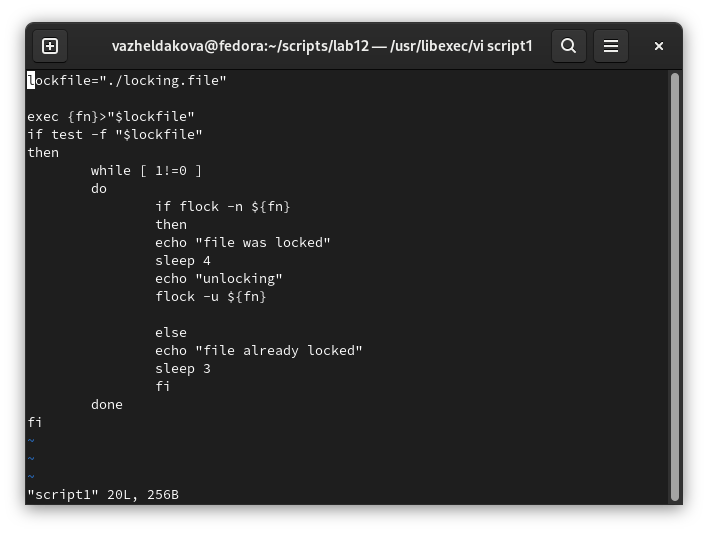 vazheldakova@fedora:~/scripts/lab12 — /usr/libexec/vi script1
lockfile="./locking.file"
exec {fn}>"$lockfile"
if test -f "$lockfile"
then
while [ 1!=0 ]
do
if flock -n ${fn}
then
echo "file was locked"
sleep 4
echo "unlocking"
flock -u ${fn}
else
echo "file already locked"
sleep 3
fi
done
fi
~
~
~
"script1" 20L, 256B